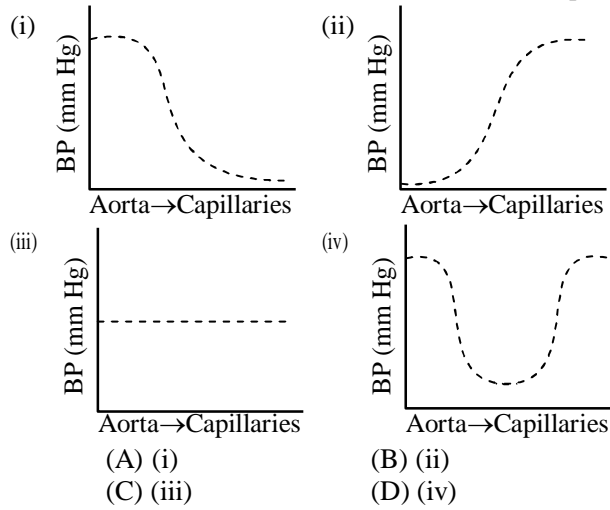 (i)
BP (mm Hg)
Aorta→Capillaries
(ii)
BP (mm Hg)
Aorta→Capillaries
(iii)
BP (mm Hg)
Aorta→Capillaries
(iv)
BP (mm Hg)
Aorta→Capillaries
(A) (i) (B) (ii)
(C) (iii) (D) (iv)